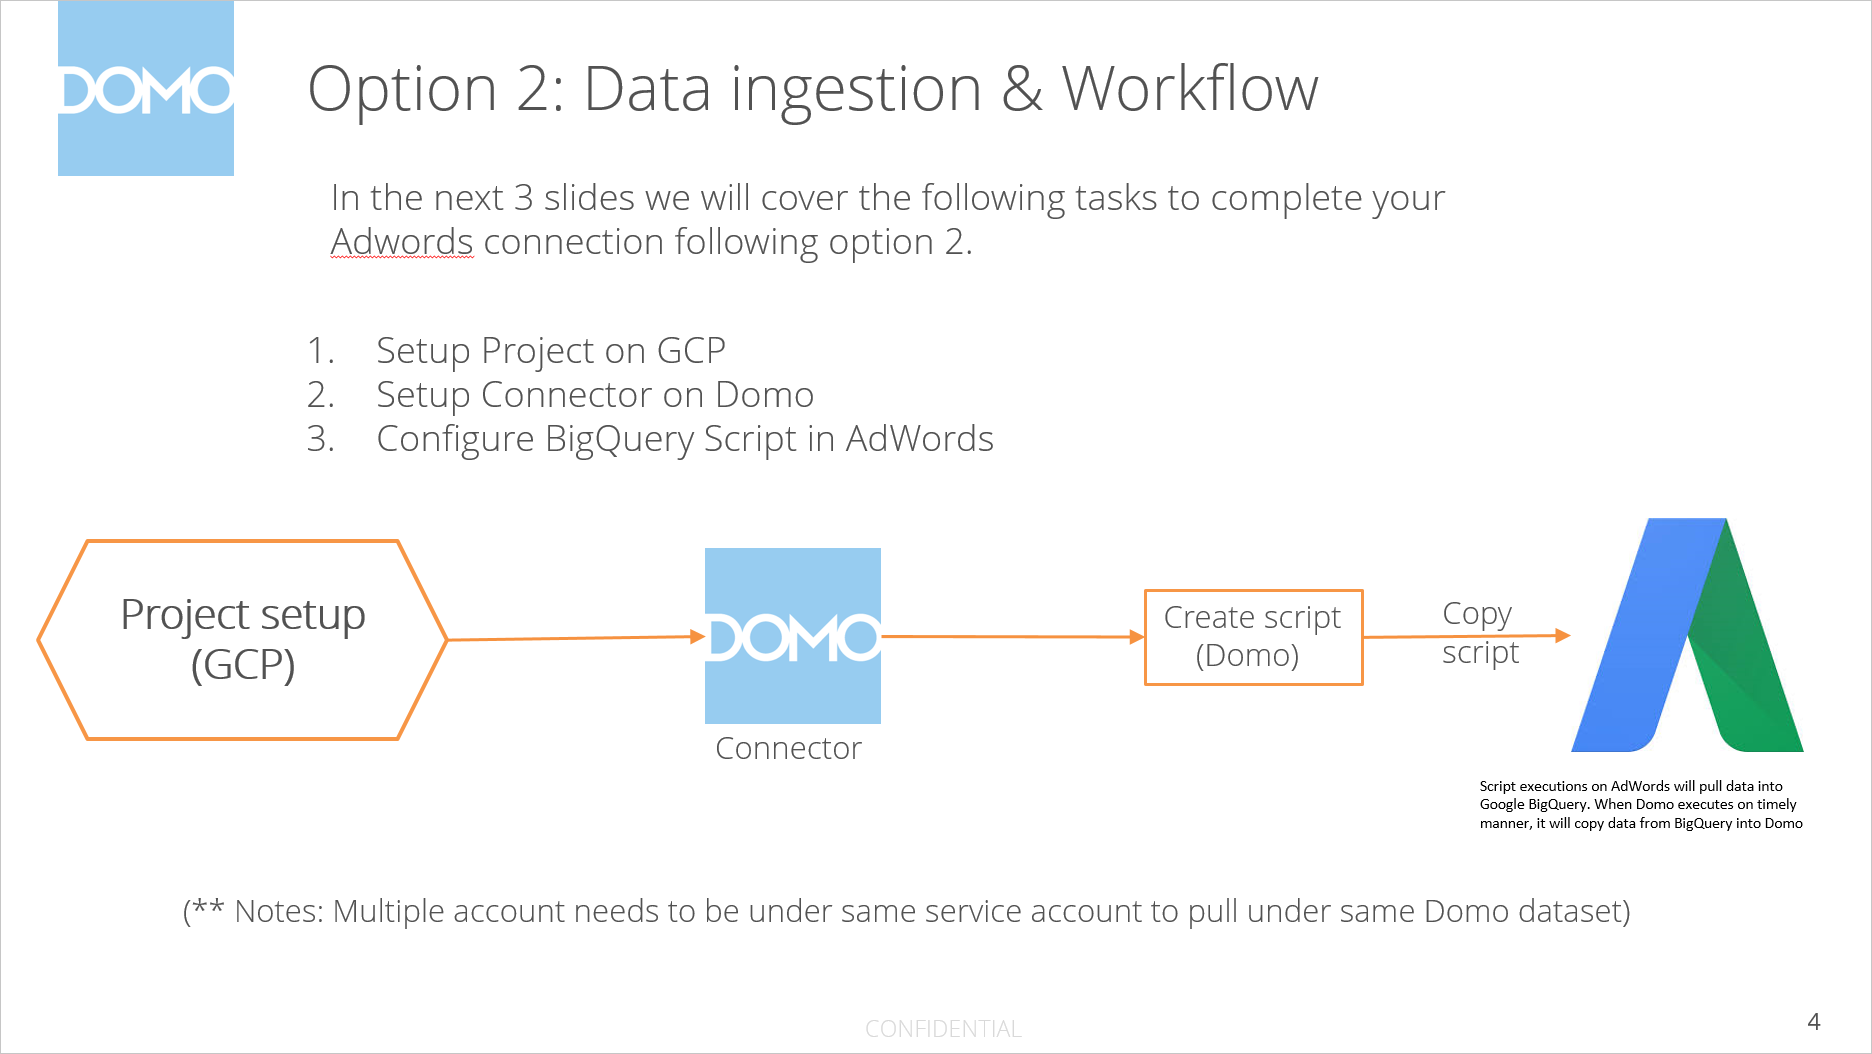 DOMO
Option 2: Data ingestion & Workflow
In the next 3 slides we will cover the following tasks to complete your
Adwords connection following option 2.
1. Setup Project on GCP
2. Setup Connector on Domo
3. Configure BigQuery Script in AdWords
Project setup
(GCP)
DOMO
Connector
Create script
(Domo)
Copy
script
Script executions on AdWords will pull data into
Google BigQuery. When Domo executes on timely
manner, it will copy data from BigQuery into Domo
(** Notes: Multiple account needs to be under same service account to pull under same Domo dataset)
CONFIDENTIAL
4